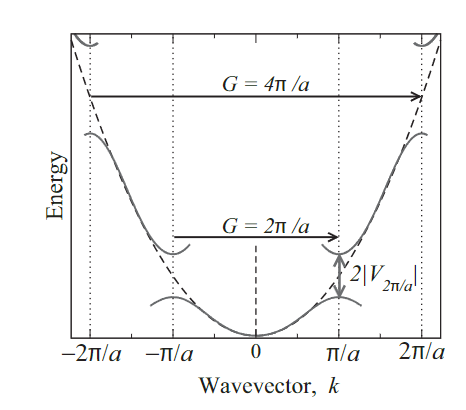 G = 4π /a
Energy
G = 2π /a
2|V2π/a|
−2π/a −π/a 0 π/a 2π/a
Wavevector, k